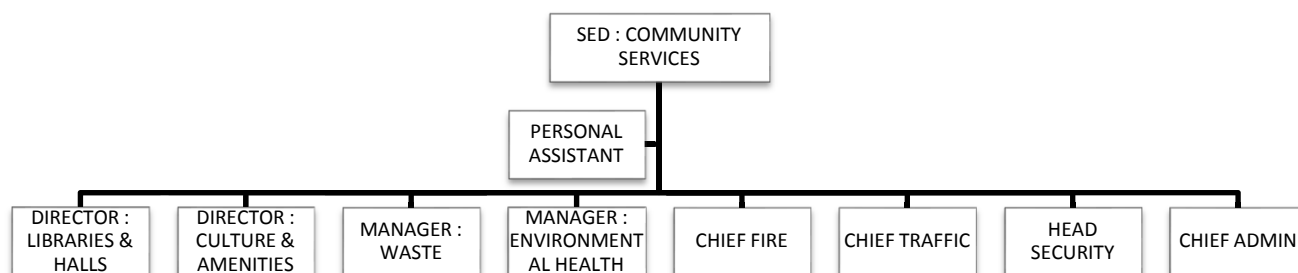 SED : COMMUNITY
SERVICES
PERSONAL
ASSISTANT
DIRECTOR :
LIBRARIES &
HALLS
DIRECTOR :
CULTURE &
AMENITIES
MANAGER :
WASTE
MANAGER :
ENVIRONMENT
AL HEALTH
CHIEF FIRE
CHIEF TRAFFIC
HEAD
SECURITY
CHIEF ADMIN